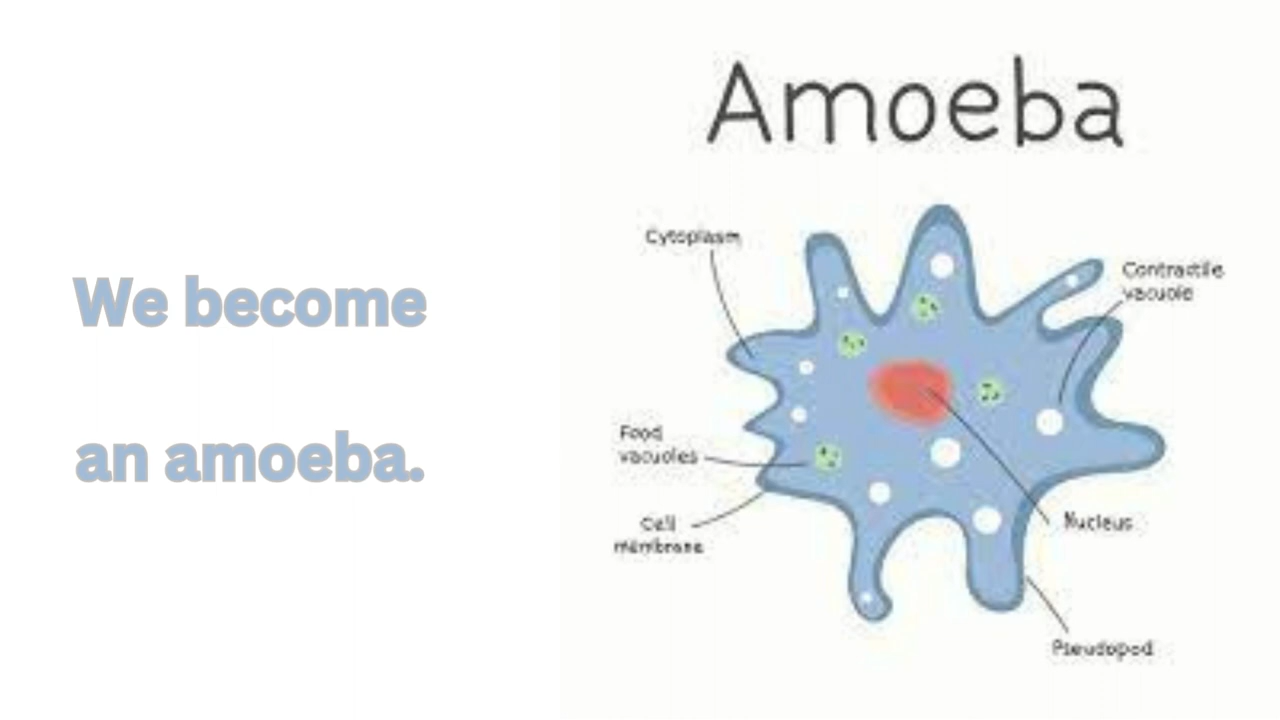 We become
an amoeba.
Amoeba
Cytoplasm
Contractile
vacuole
Food
vacuoles
Cell
membrane
Nucleus
Pseudopod